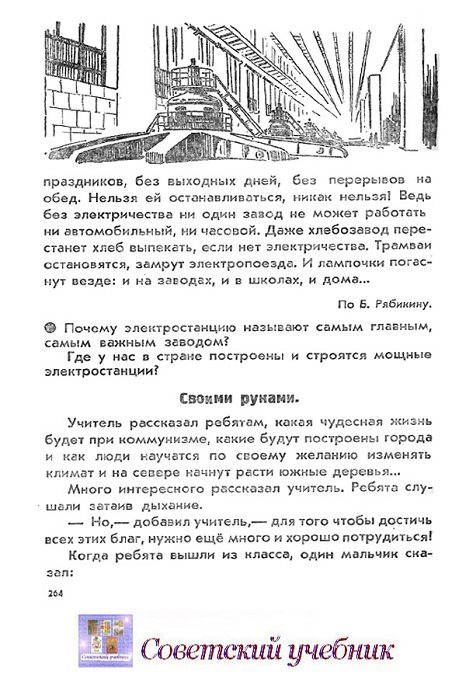 праздников, без выходных дней, без перерывов на
обед. Нельзя ей останавливаться, никак нельзя! Ведь
без электричества ни один завод не может работать
ни автомобильный, ни часовой. Даже хлебозавод пере-
станет хлеб выпекать, если нет электричества. Трамваи
остановятся, замрут электропоезда. И лампочки погас-
нут везде: и на заводах, и в школах, и в дома...
По Б. Рябикину.
Почему электростанцию называют самым главным,
самым важным заводом?
Где у нас в стране построены и строятся мощные
электростанции?
Своими руками.
Учитель рассказал ребятам, какая чудесная жизнь
будет при коммунизме, какие будут построены города
и как люди научатся по своему желанию изменять
климат и на севере начнут расти южные деревья...
Много интересного рассказал учитель. Ребята слу-
шали затаив дыхание.
— Но,— добавил учитель,— для того чтобы достичь
всех этих благ, нужно ещё много и хорошо потрудиться!
Когда ребята вышли из класса, один мальчик ска-
зал:
264
Советский учебник
Советский учебник